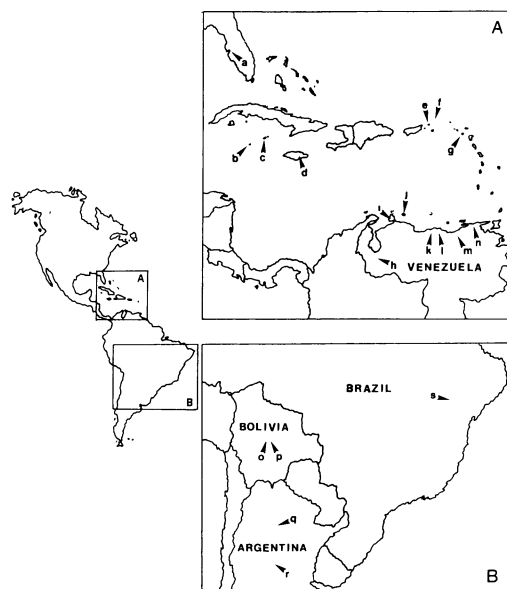 A
a
e f
g
b c
d
i j
k l m n
h
VENEZUELA
A
B
BRAZIL
s
BOLIVIA
o p
q
ARGENTINA
r
B